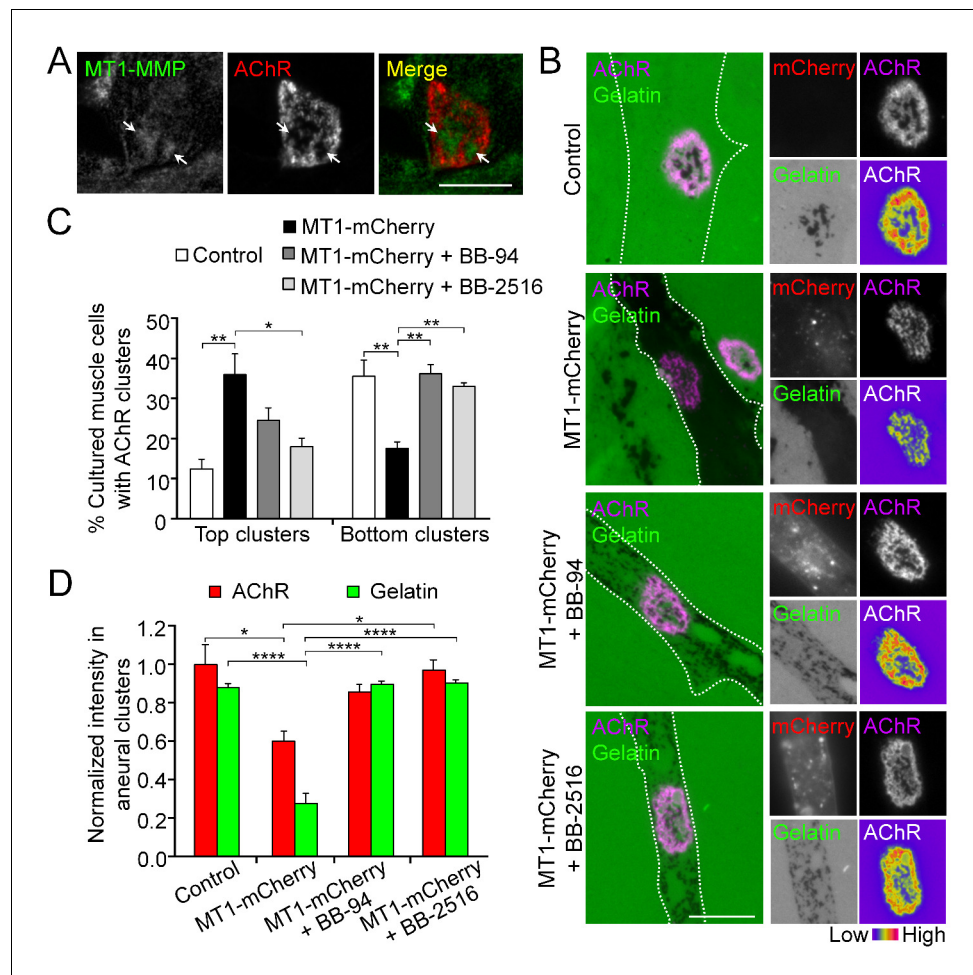 A
MT1-MMP
AChR
Merge
B
Control
AChR
Gelatin
mCherry
AChR
Gelatin
AChR
MT1-mCherry
AChR
Gelatin
mCherry
AChR
Gelatin
AChR
MT1-mCherry
+ BB-94
AChR
Gelatin
mCherry
AChR
Gelatin
AChR
MT1-mCherry
+ BB-2516
AChR
Gelatin
mCherry
AChR
Gelatin
AChR
Low High
C
Control
MT1-mCherry
MT1-mCherry + BB-94
MT1-mCherry + BB-2516
% Cultured muscle cells
with AChR clusters
50
40
30
20
10
0
**
*
**
**
**
Top clusters
Bottom clusters
D
AChR
Gelatin
Normalized intensity in
aneural clusters
1.2
1.0
0.8
0.6
0.4
0.2
0.0
*
*
****
****
****
Control
MT1-mCherry
MT1-mCherry
+ BB-94
MT1-mCherry
+ BB-2516